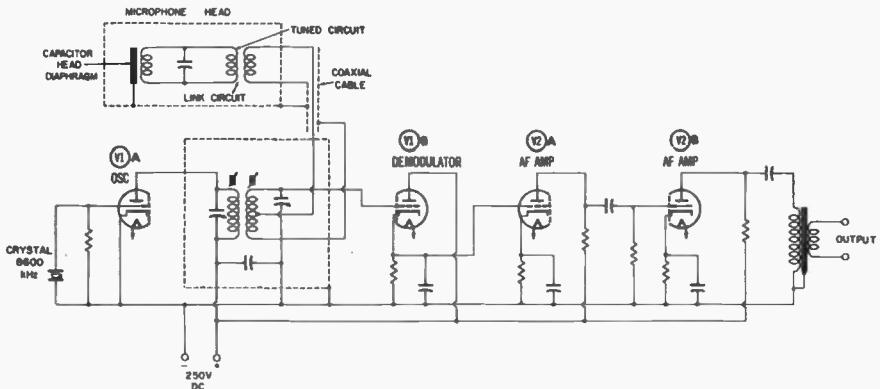 MICROPHONE HEAD
TUNED CIRCUIT
CAPACITOR
HEAD
DIAPHRAGM
COAXIAL
CABLE
LINK CIRCUIT
V1 A
OSC
V1 B
DEMODULATOR
V2 A
AF AMP
V2 B
AF AMP
CRYSTAL
8600
kHz
OUTPUT
- +
250V
DC